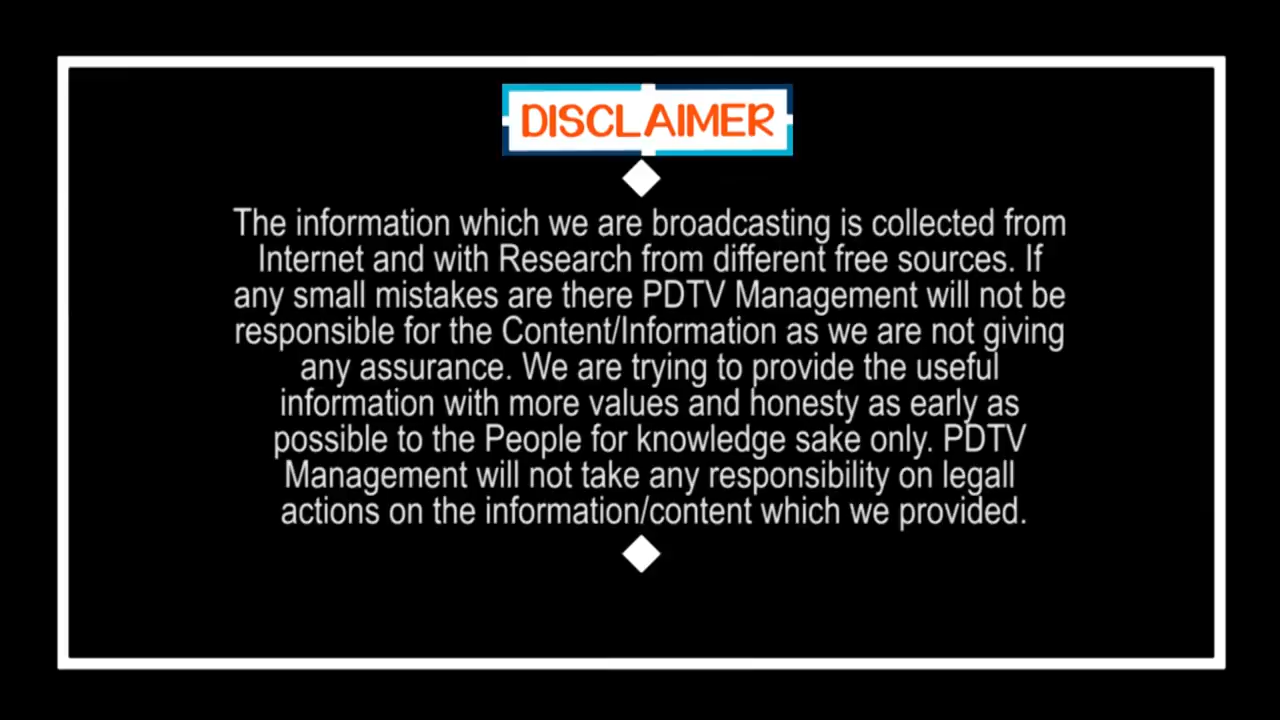 DISCLAIMER
The information which we are broadcasting is collected from
Internet and with Research from different free sources. If
any small mistakes are there PDTV Management will not be
responsible for the Content/Information as we are not giving
any assurance. We are trying to provide the useful
information with more values and honesty as early as
possible to the People for knowledge sake only. PDTV
Management will not take any responsibility on legall
actions on the information/content which we provided.